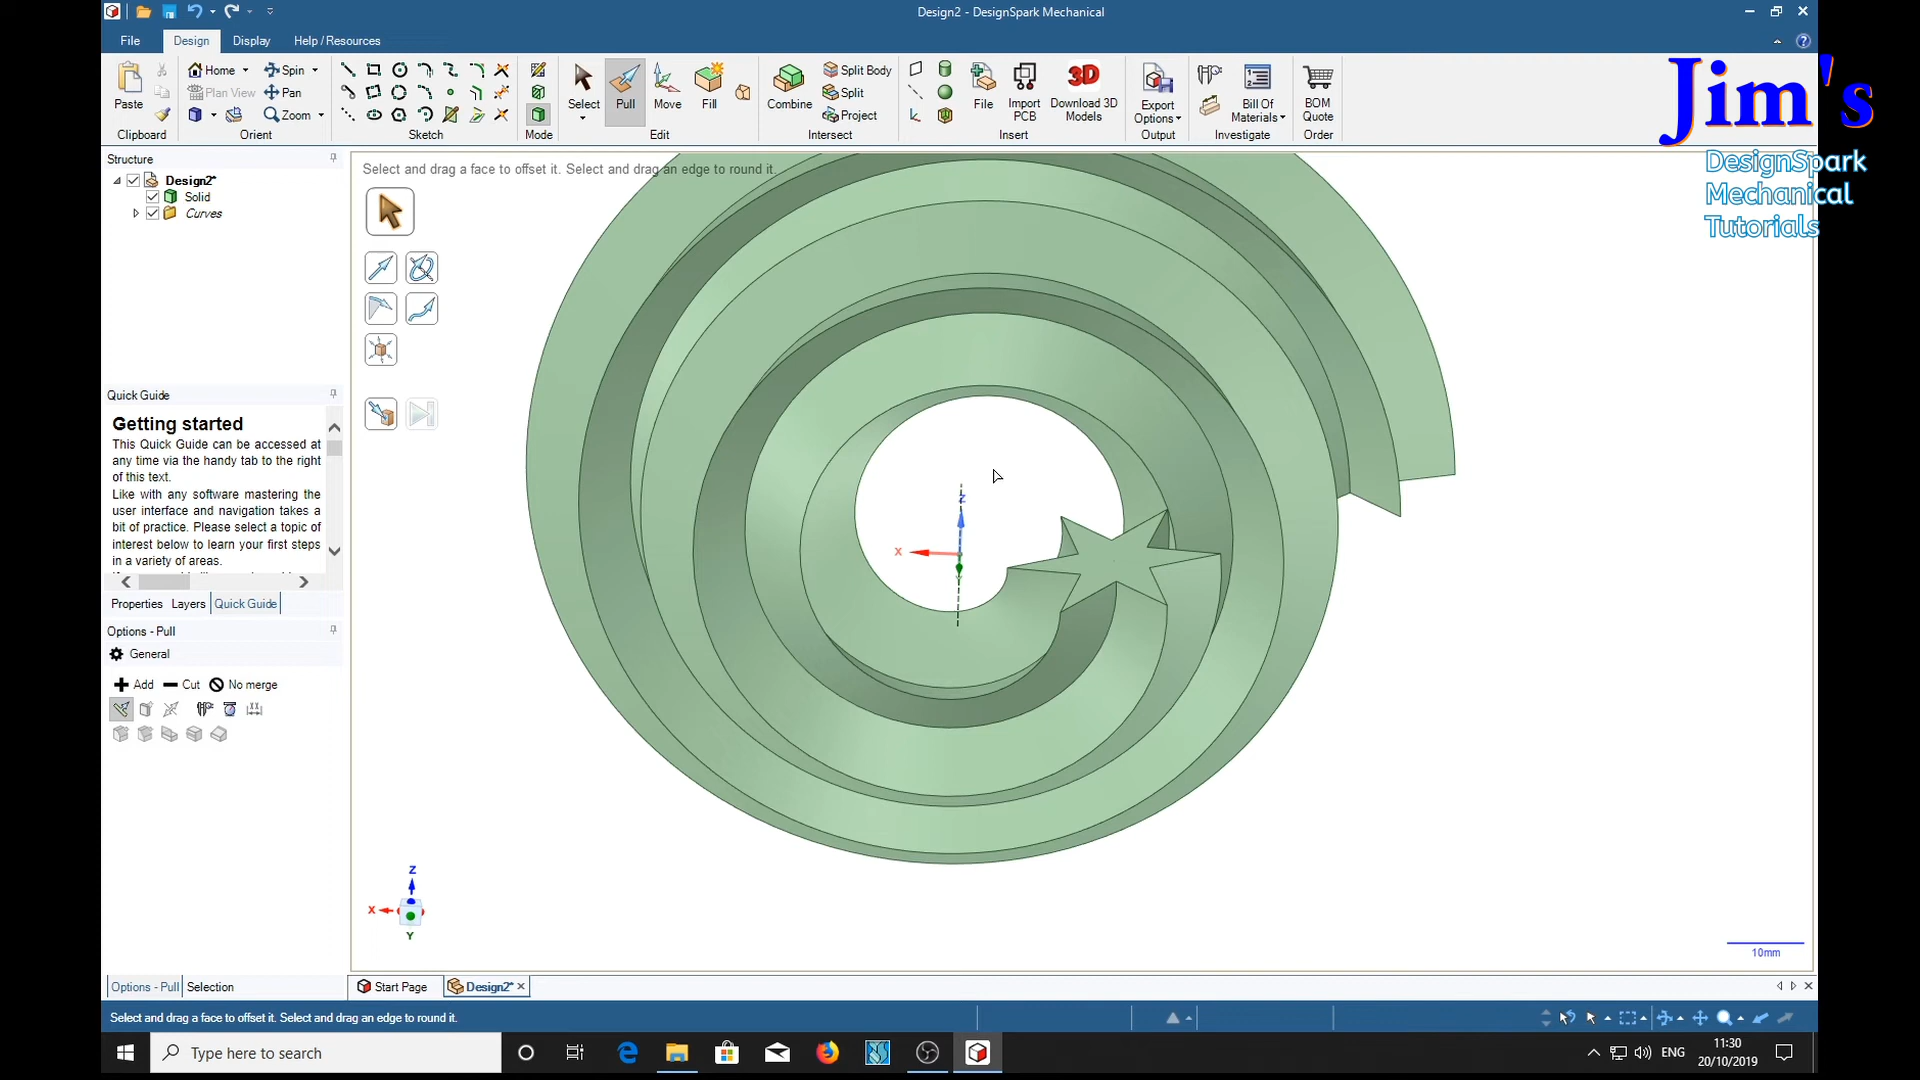 Design2 - DesignSpark Mechanical
File Design Display Help / Resources
Paste
Clipboard
Home Spin
Plan View Pan
Zoom
Orient
Sketch
Mode
Select Pull Move Fill
Edit
Combine Split Body
Split
Project
Intersect
File Import PCB Download 3D Models
Insert
Export Options
Output
Bill Of Materials
Investigate
BOM Quote
Order
Jim's
DesignSpark
Mechanical
Tutorials
Structure
Design2*
Solid
Curves
Select and drag a face to offset it. Select and drag an edge to round it.
Quick Guide
Getting started
This Quick Guide can be accessed at
any time via the handy tab to the right
of this text.
Like with any software mastering the
user interface and navigation takes a
bit of practice. Please select a topic of
interest below to learn your first steps
in a variety of areas.
Properties Layers Quick Guide
Options - Pull
General
Add Cut No merge
Z
X
Z
X
Y
10mm
Options - Pull Selection
Start Page Design2*
Select and drag a face to offset it. Select and drag an edge to round it.
Type here to search
ENG
11:30
20/10/2019